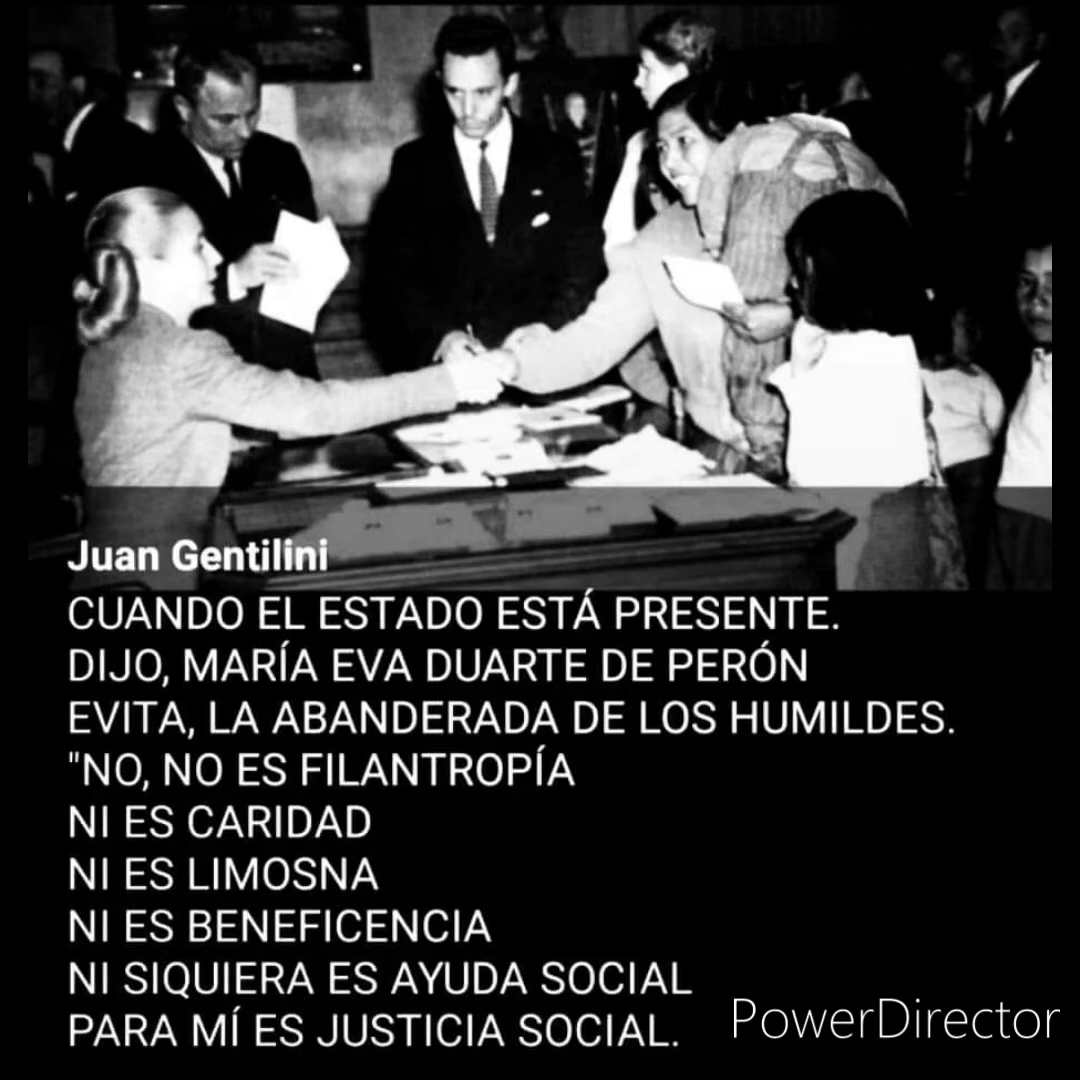 Juan Gentilini
CUANDO EL ESTADO ESTÁ PRESENTE.
DIJO, MARÍA EVA DUARTE DE PERÓN
EVITA, LA ABANDERADA DE LOS HUMILDES.
"NO, NO ES FILANTROPÍA
NI ES CARIDAD
NI ES LIMOSNA
NI ES BENEFICENCIA
NI SIQUIERA ES AYUDA SOCIAL
PARA MÍ ES JUSTICIA SOCIAL.
PowerDirector